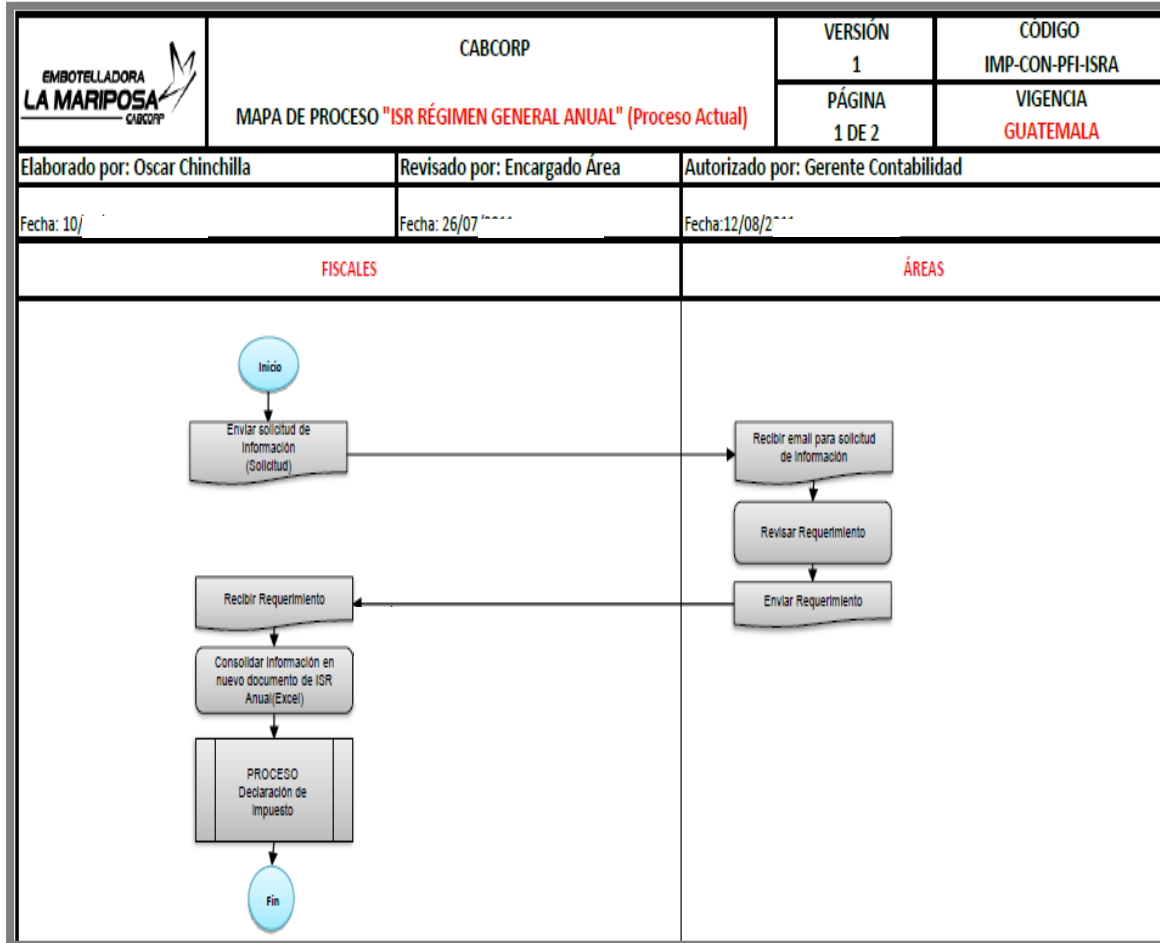 EMBOTELLADORA
LA MARIPOSA
CABCORP
CABCORP
MAPA DE PROCESO "ISR RÉGIMEN GENERAL ANUAL" (Proceso Actual)
VERSIÓN
1
CÓDIGO
IMP-CON-PFI-ISRA
PÁGINA
1 DE 2
VIGENCIA
GUATEMALA
Elaborado por: Oscar Chinchilla
Revisado por: Encargado Área
Autorizado por: Gerente Contabilidad
Fecha: 10/
Fecha: 26/07
Fecha:12/08/2
FISCALES
ÁREAS
Inicio
Enviar solicitud de
Información
(Solicitud)
Recibir email para solicitud
de Información
Revisar Requerimiento
Recibir Requerimiento
Enviar Requerimiento
Consolidar Información en
nuevo documento de ISR
Anual(Excel)
PROCESO
Declaración de
Impuesto
Fin